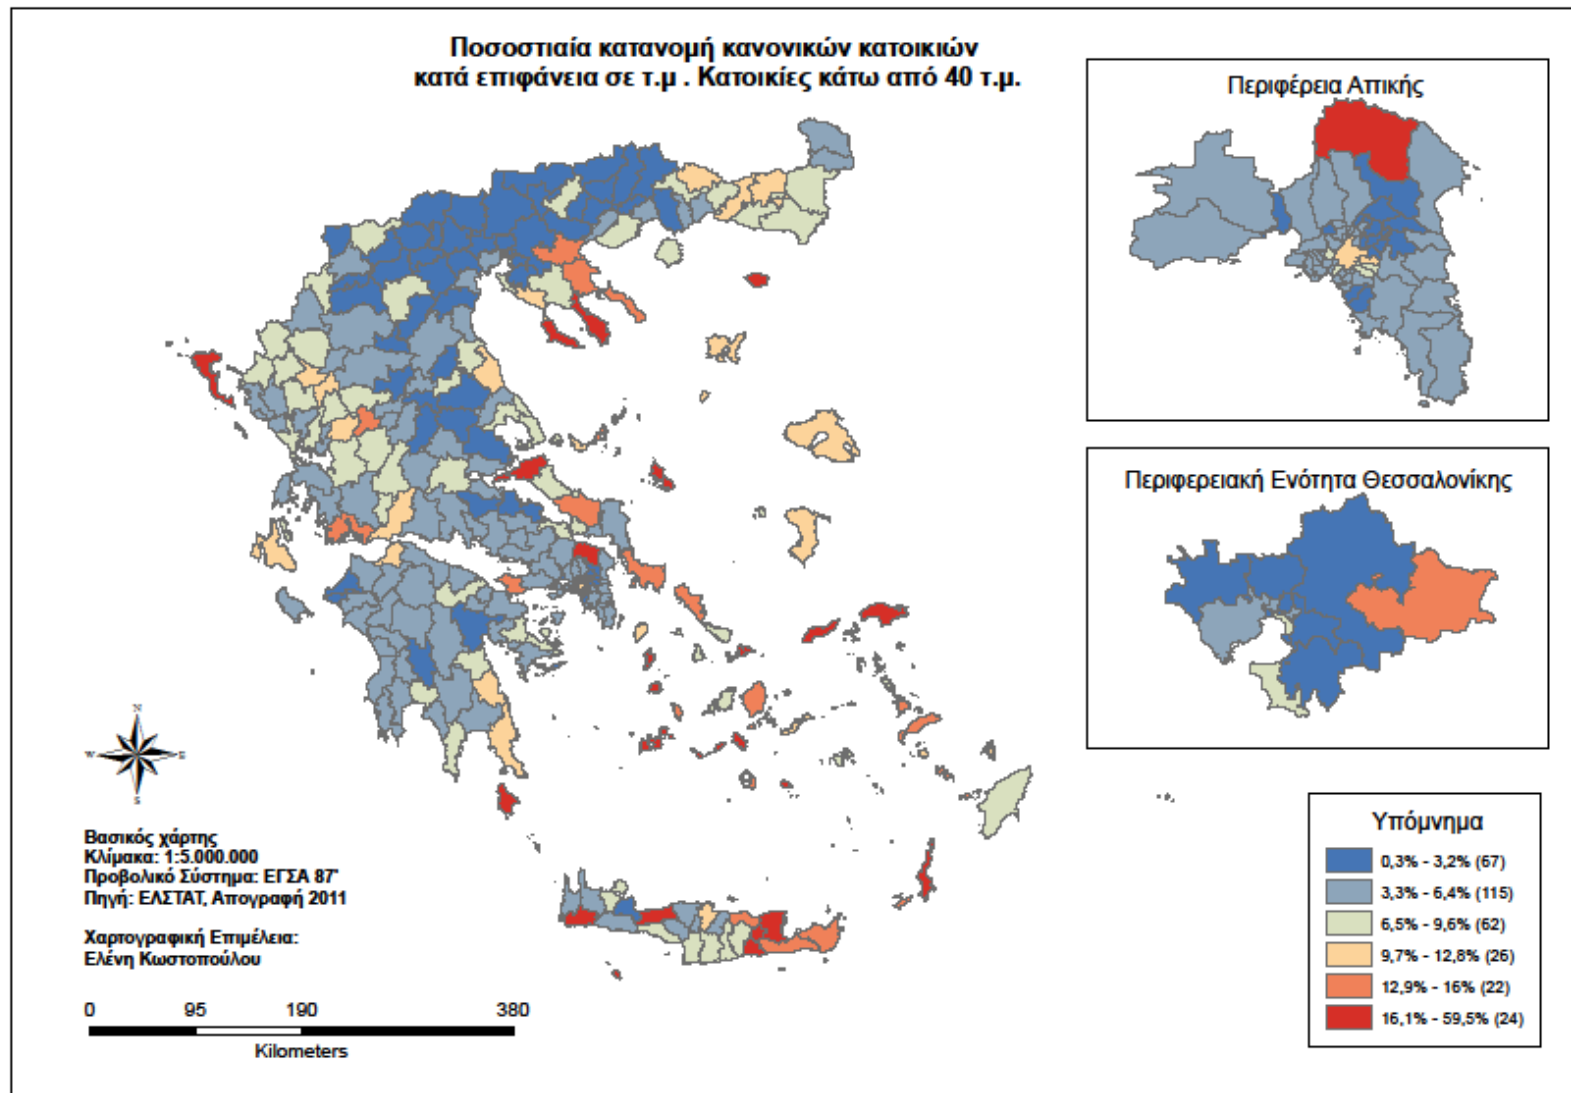 Ποσοστιαία κατανομή κανονικών κατοικιών
κατά επιφάνεια σε τ.μ . Κατοικίες κάτω από 40 τ.μ.
Περιφέρεια Αττικής
Περιφερειακή Ενότητα Θεσσαλονίκης
N
W
E
S
Βασικός χάρτης
Κλίμακα: 1:5.000.000
Προβολικό Σύστημα: ΕΓΣΑ 87'
Πηγή: ΕΛΣΤΑΤ, Απογραφή 2011
Χαρτογραφική Επιμέλεια:
Ελένη Κωστοπούλου
0 95 190 380
Kilometers
Υπόμνημα
0,3% - 3,2% (67)
3,3% - 6,4% (115)
6,5% - 9,6% (62)
9,7% - 12,8% (26)
12,9% - 16% (22)
16,1% - 59,5% (24)